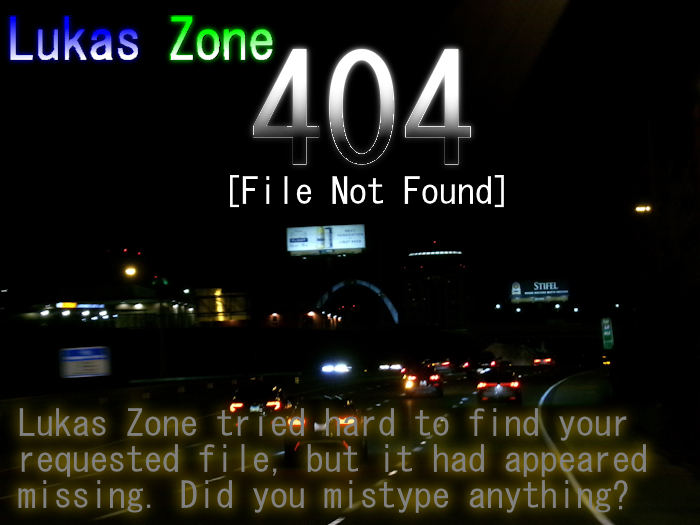 Lukas Zone
404
[File Not Found]
STIFEL
Lukas Zone tried hard to find your
requested file, but it had appeared
missing. Did you mistype anything?